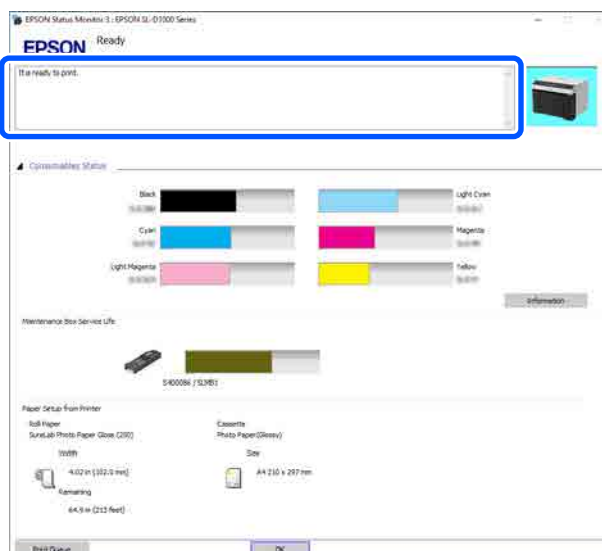 EPSON Status Monitor 3 : EPSON SL-D1000 Series
EPSON Ready
It is ready to print.
Consumables Status
Black
Light Cyan
Cyan
Magenta
Light Magenta
Yellow
Information
Maintenance Box Service Life
S400086 / SLMB1
Paper Setup from Printer
Roll Paper
SureLab Photo Paper Gloss (250)
Cassette
Photo Paper(Glossy)
Width
4.02 in [102.0 mm]
Size
A4 210 x 297 mm
Remaining
64.9 m (213 feet)
Print Queue
OK